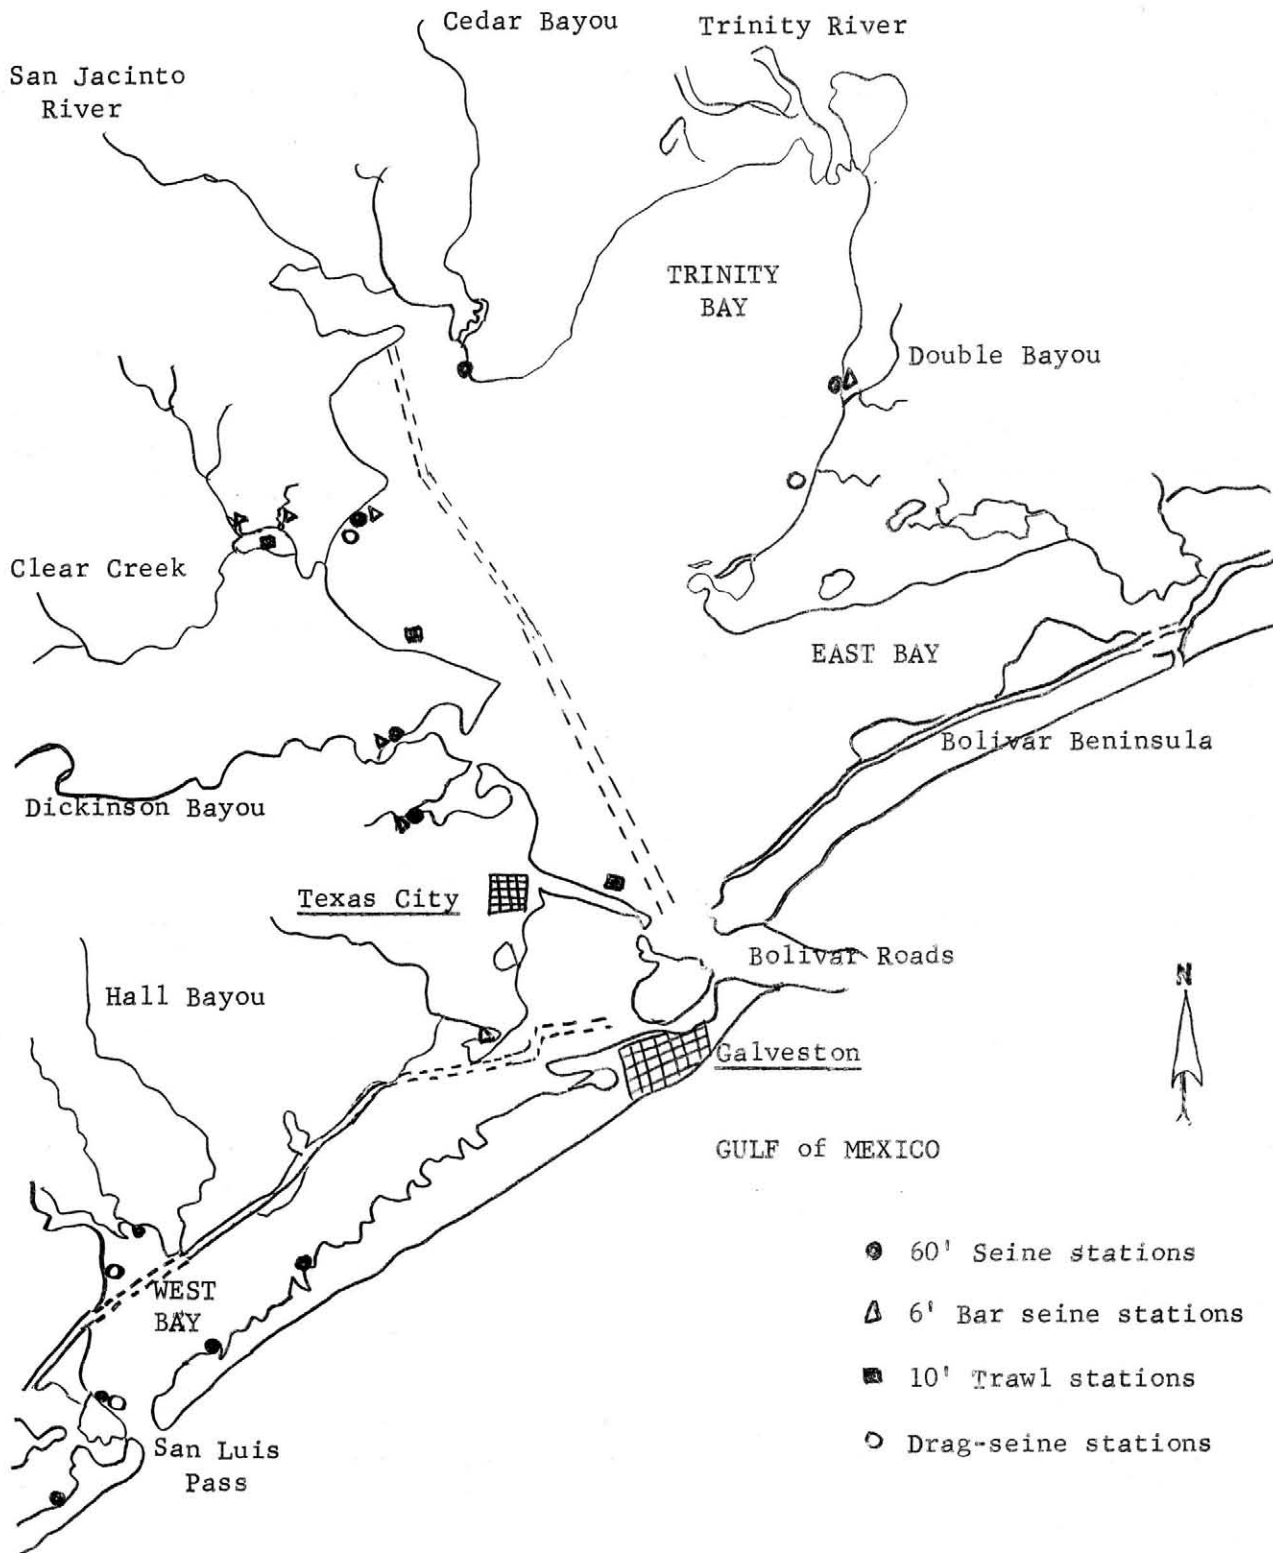 Cedar Bayou
Trinity River
San Jacinto
River
TRINITY
BAY
Double Bayou
Clear Creek
EAST BAY
Bolivar Beninsula
Dickinson Bayou
Texas City
Bolivar Roads
Hall Bayou
N
Galveston
GULF of MEXICO
WEST
BAY
60' Seine stations
6' Bar seine stations
10' Trawl stations
Drag-seine stations
San Luis
Pass